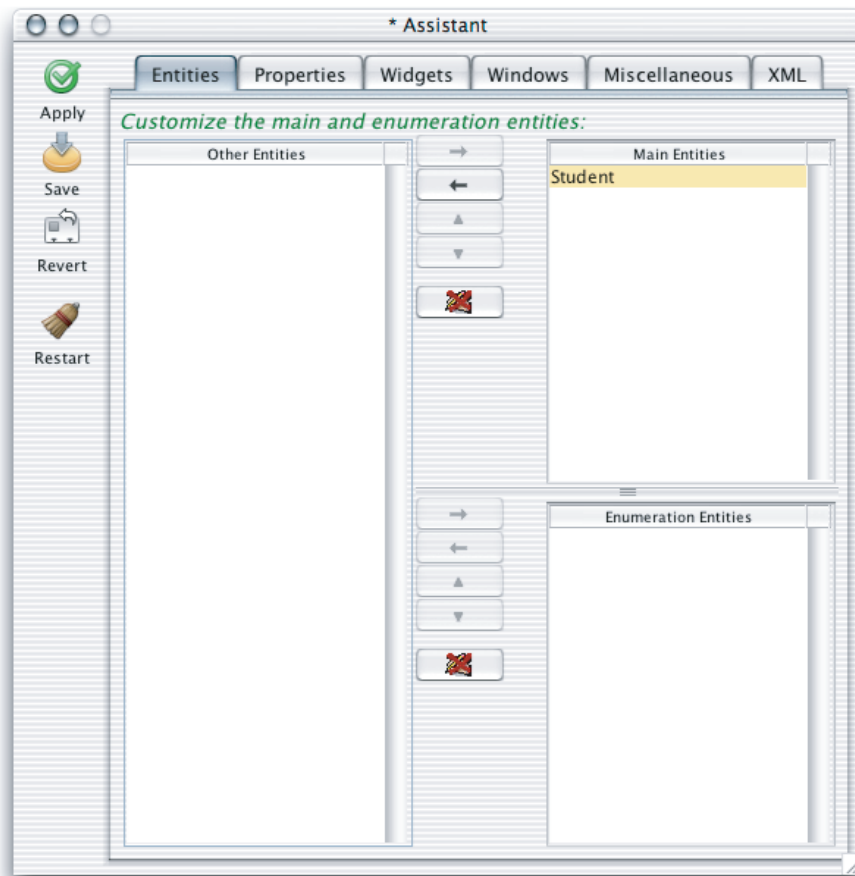 * Assistant
Entities Properties Widgets Windows Miscellaneous XML
Apply
Save
Revert
Restart
Customize the main and enumeration entities:
Other Entities
Main Entities
Student
Enumeration Entities